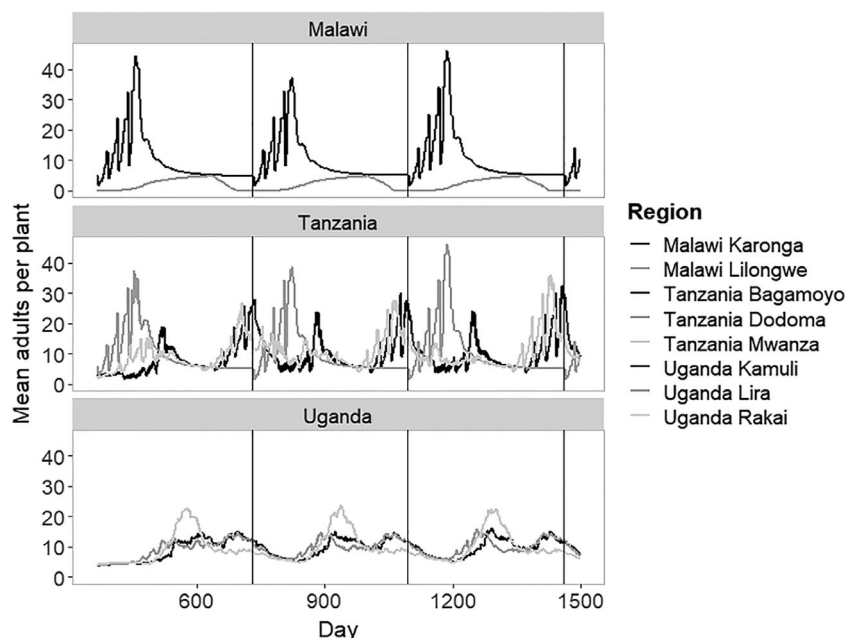 Malawi
40
30
20
10
0
Tanzania
40
30
20
10
0
Uganda
40
30
20
10
0
600 900 1200 1500
Day
Mean adults per plant
Region
Malawi Karonga
Malawi Lilongwe
Tanzania Bagamoyo
Tanzania Dodoma
Tanzania Mwanza
Uganda Kamuli
Uganda Lira
Uganda Rakai